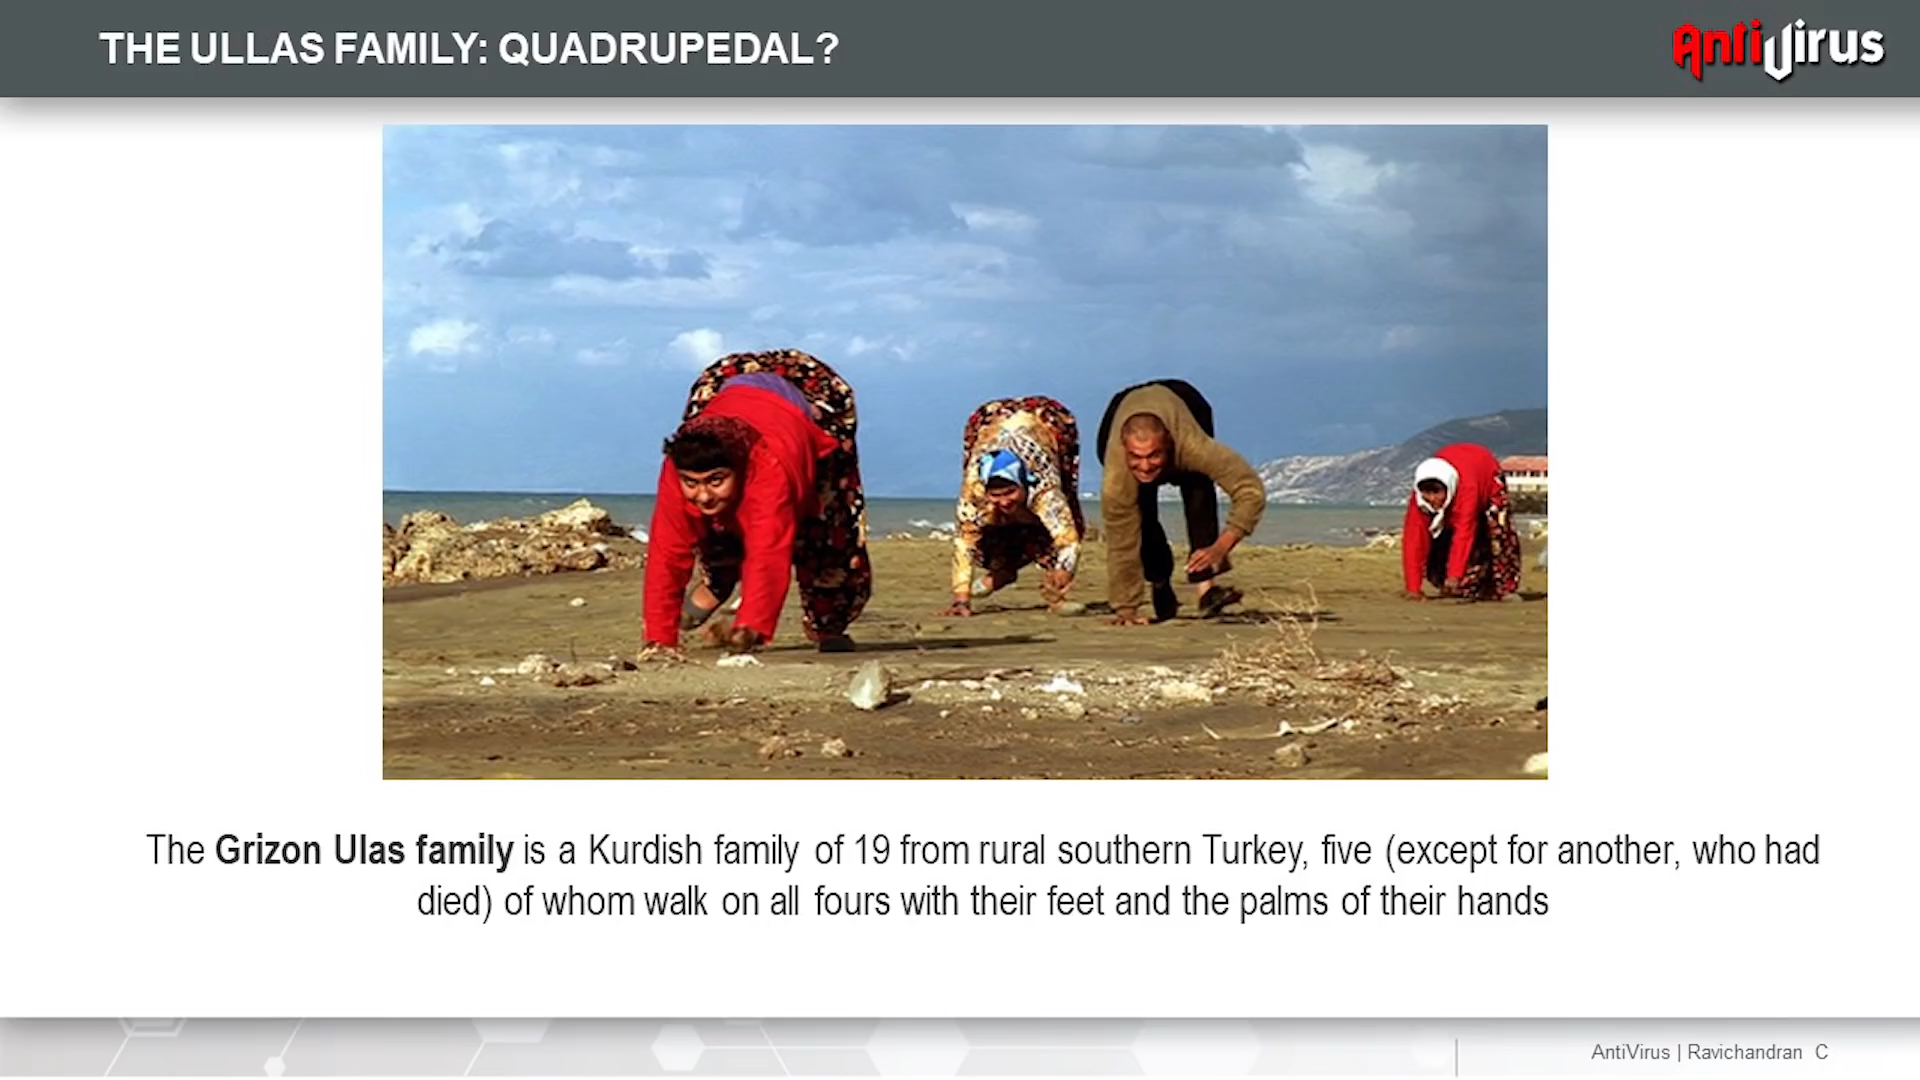 THE ULLAS FAMILY: QUADRUPEDAL?
AntiVirus
The Grizon Ulas family is a Kurdish family of 19 from rural southern Turkey, five (except for another, who had
died) of whom walk on all fours with their feet and the palms of their hands
AntiVirus | Ravichandran C